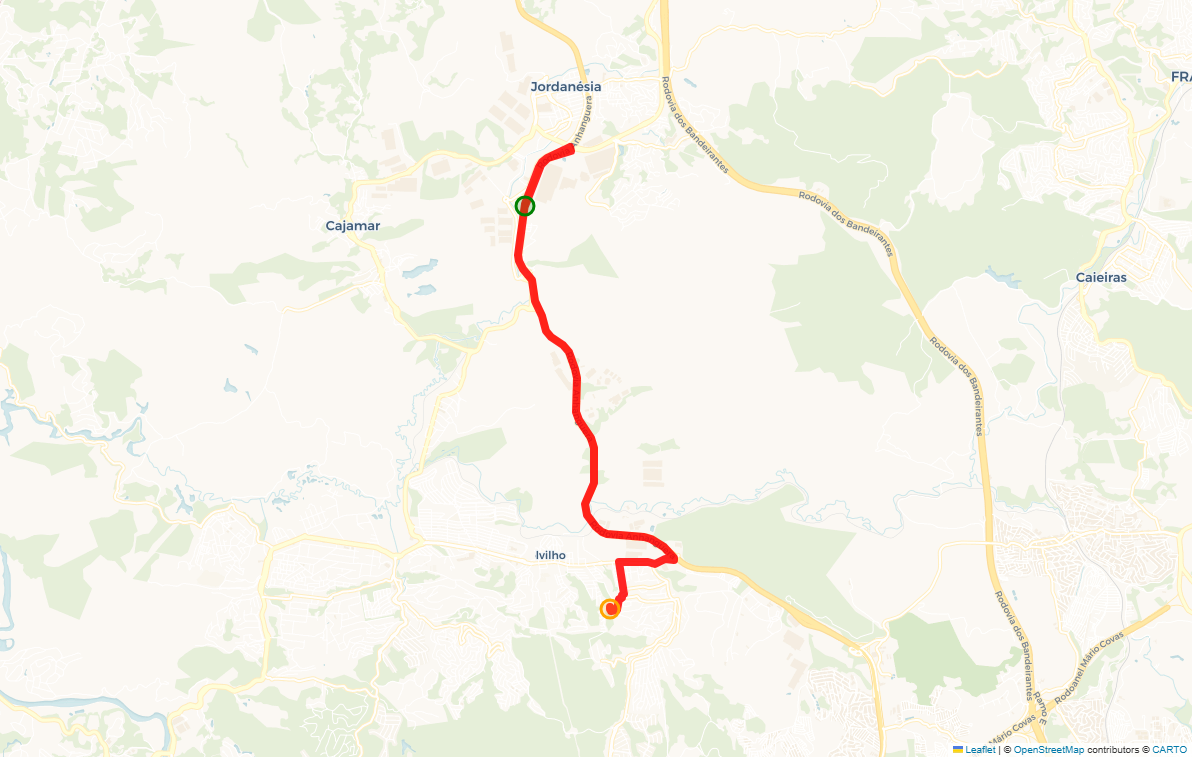 FRA
Jordanésia
Anhanguera
Rodovia dos Bandeirantes
Rodovia dos Bandeirantes
Cajamar
Caieiras
Rodovia dos Bandeirantes
Ivilho
Rodovia dos Bandeirantes
Rodoanel Mário Covas
Ramo E
Mário Covas
Leaflet | © OpenStreetMap contributors © CARTO